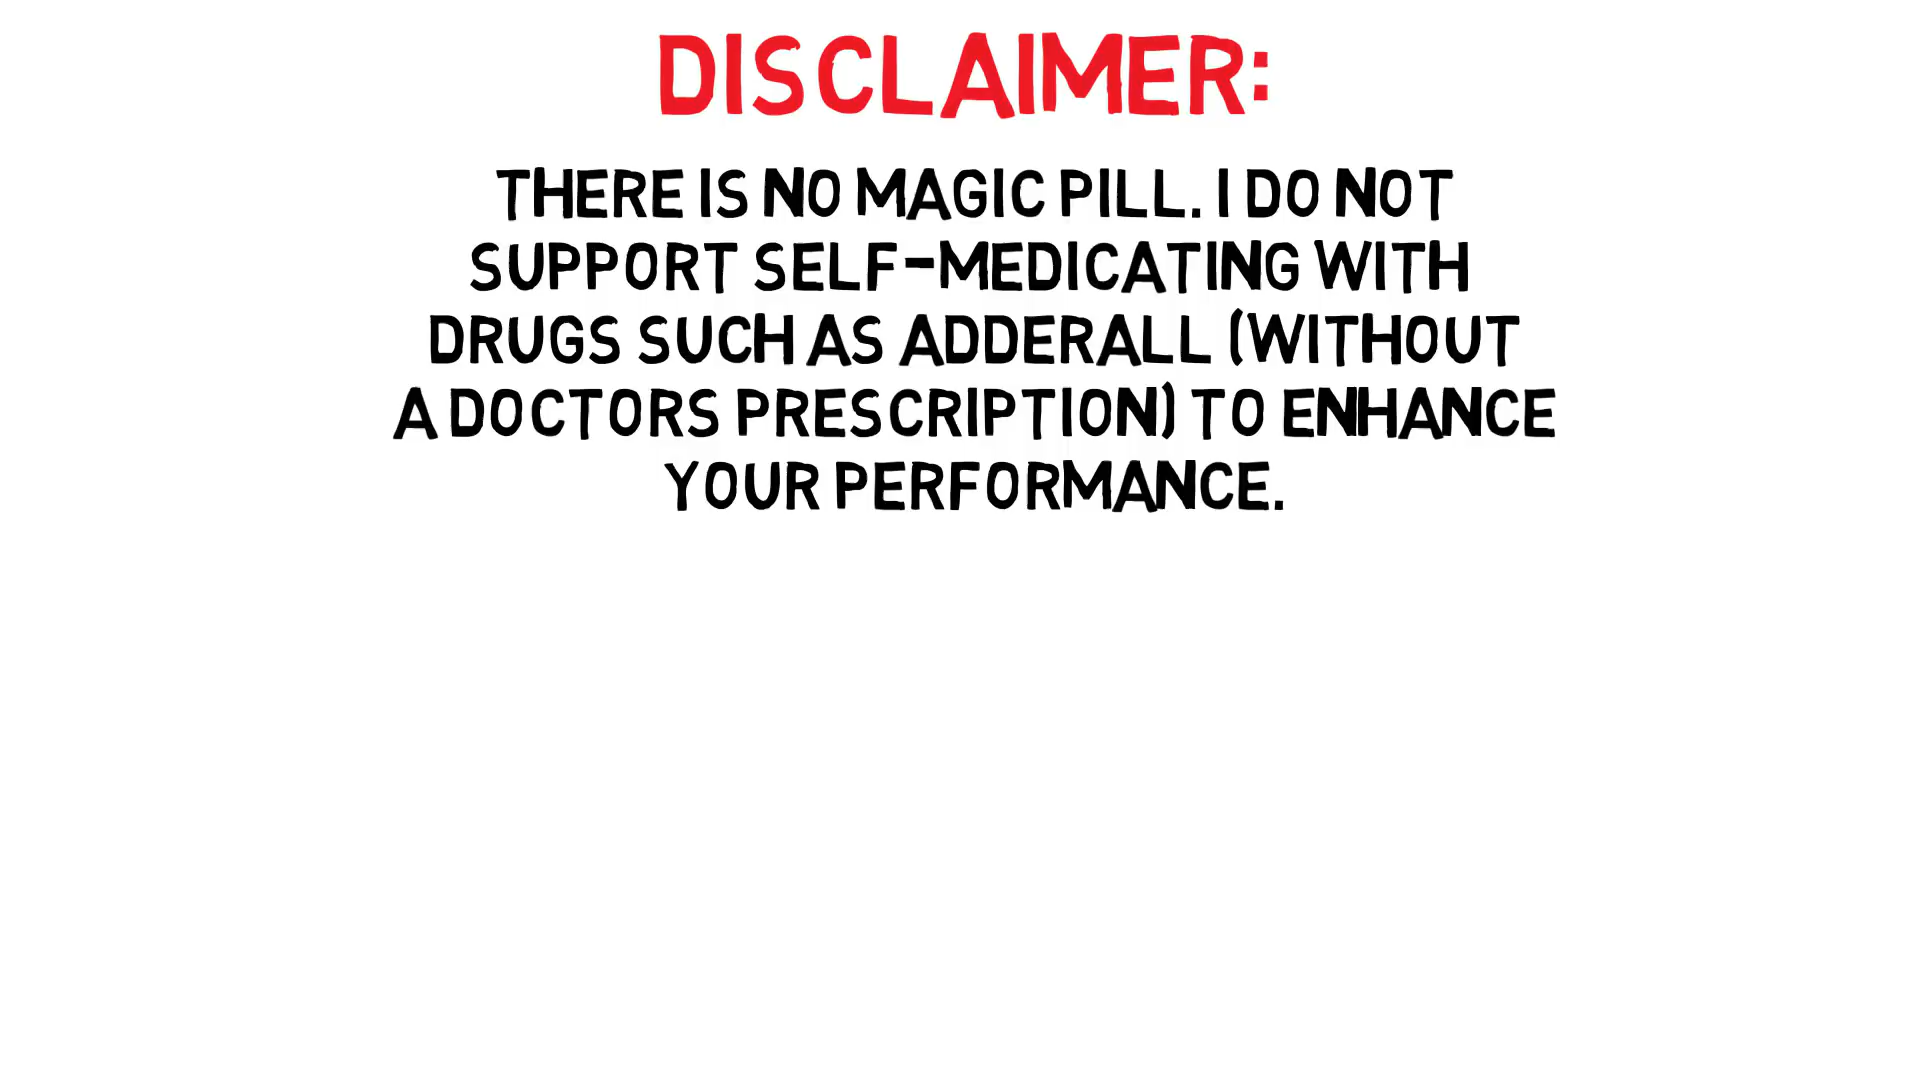 DISCLAIMER:
THERE IS NO MAGIC PILL. I DO NOT
SUPPORT SELF-MEDICATING WITH
DRUGS SUCH AS ADDERALL (WITHOUT
A DOCTORS PRESCRIPTION) TO ENHANCE
YOUR PERFORMANCE.